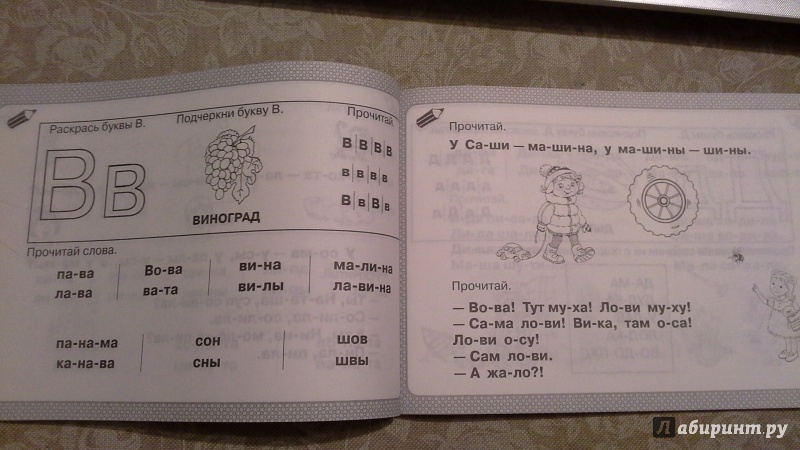 Раскрась буквы В.
Подчеркни букву В.
Прочитай.
Вв
ВИНОГРАД
В В В В
в в в в
В в В в
Прочитай слова.
па-ва
ла-ва
Во-ва
ва-та
ви-на
ви-лы
ма-ли-на
ла-ви-на
па-на-ма
ка-на-ва
сон
сны
шов
швы
Прочитай.
У Са-ши — ма-ши-на, у ма-ши-ны — ши-ны.
Прочитай.
— Во-ва! Тут му-ха! Ло-ви му-ху!
— Са-ма ло-ви! Ви-ка, там о-са!
Ло-ви о-су!
— Сам ло-ви.
— А жа-ло?!
Лабиринт.ру